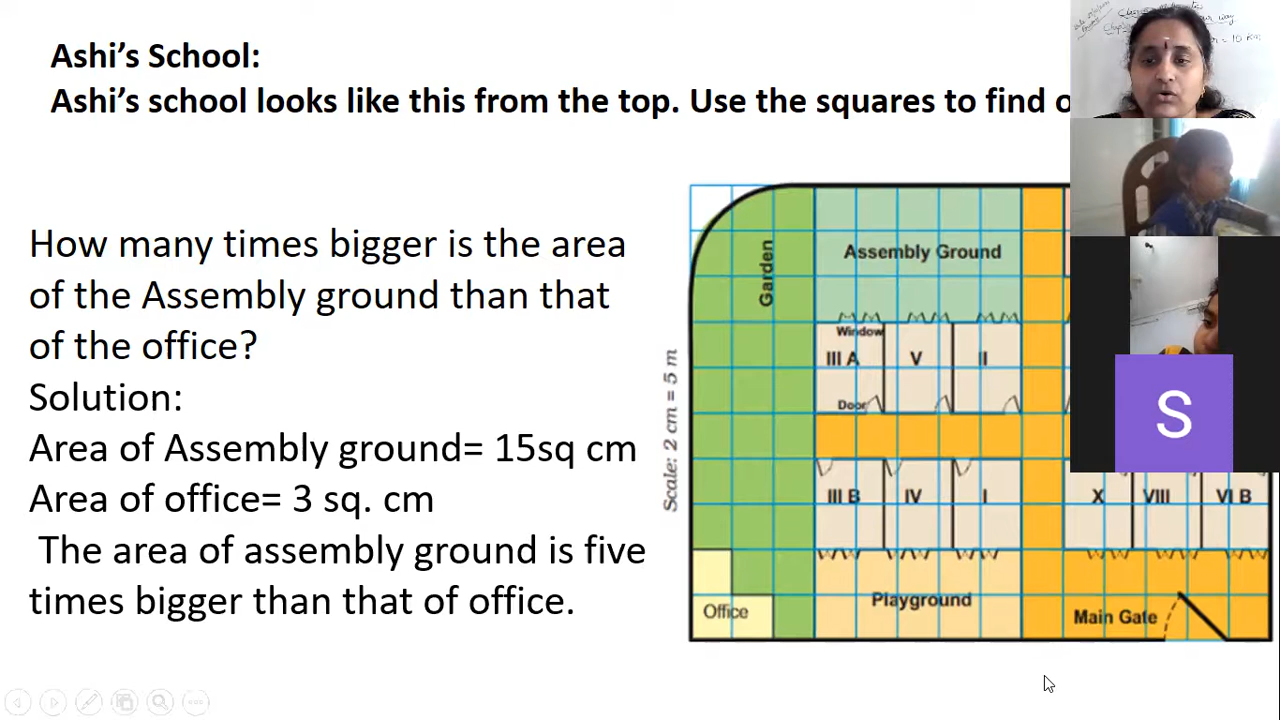 Ashi’s School:
Ashi’s school looks like this from the top. Use the squares to find
How many times bigger is the area
of the Assembly ground than that
of the office?
Solution:
Area of Assembly ground= 15sq cm
Area of office= 3 sq. cm
The area of assembly ground is five
times bigger than that of office.
Scale: 2 cm = 5 m
Garden
Assembly Ground
Window
III A
V
II
Door
III B
IV
I
X
VIII
VI B
Office
Playground
Main Gate
S
way
= 10 km